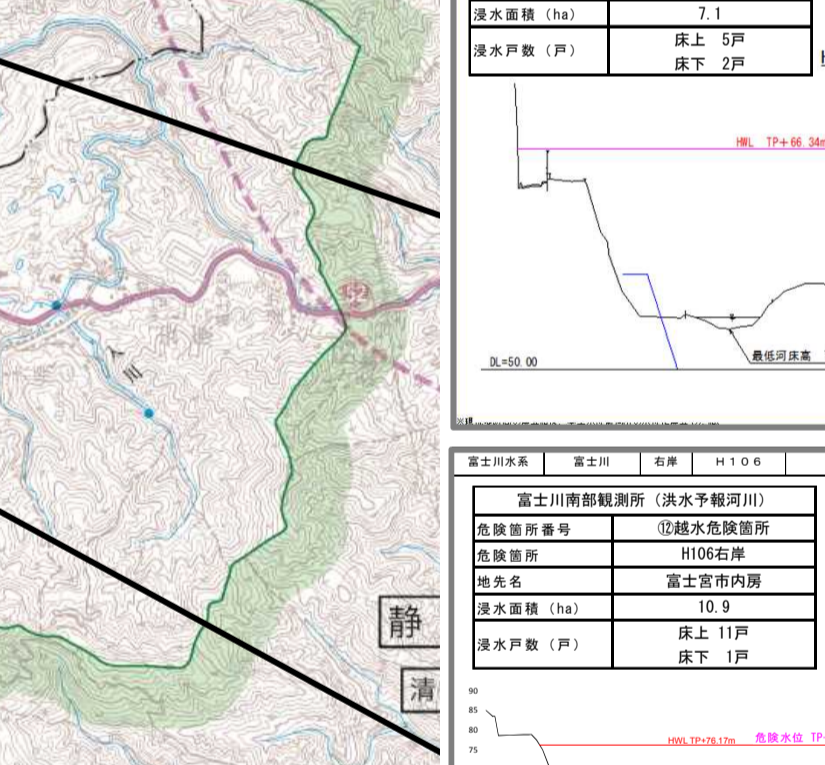 52
入
川
静
清
浸水面積（ha） 7.1
浸水戸数（戸） 床上 5戸
床下 2戸
HWL TP+66.34m
最低河床高
DL=50.00
富士川水系 富士川 右岸 H106
富士川南部観測所（洪水予報河川）
危険箇所番号 ⑫越水危険箇所
危険箇所 H106右岸
地先名 富士宮市内房
浸水面積（ha） 10.9
浸水戸数（戸） 床上 11戸
床下 1戸
90
85
80
75
HWL TP+76.17m 危険水位 TP